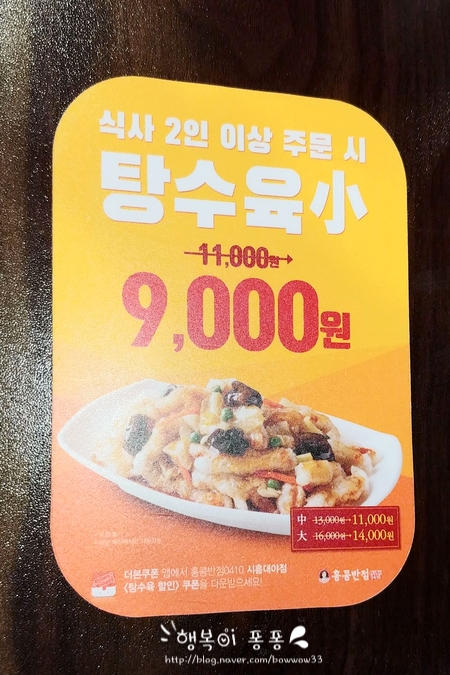 식사 2인 이상 주문 시
탕수육小
11,000원→
9,000원
中 13,000원→11,000원
大 16,000원→14,000원
더본쿠폰 앱에서 홍콩반점0410 시흥대야점
<탕수육 할인> 쿠폰을 다운받으세요!
홍콩반점
행복이 퐁퐁
http://blog.naver.com/bowwow33